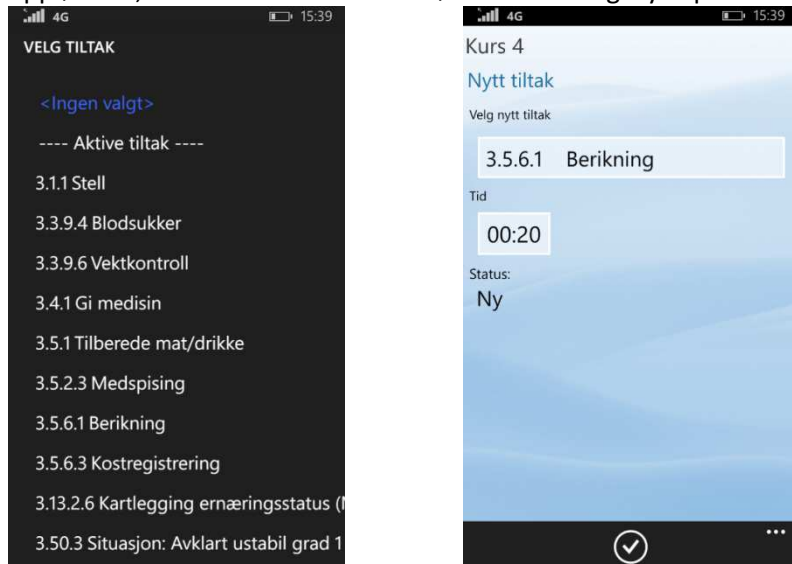 4G 15:39
VELG TILTAK
<Ingen valgt>
---- Aktive tiltak ----
3.1.1 Stell
3.3.9.4 Blodsukker
3.3.9.6 Vektkontroll
3.4.1 Gi medisin
3.5.1 Tilberede mat/drikke
3.5.2.3 Medspising
3.5.6.1 Berikning
3.5.6.3 Kostregistrering
3.13.2.6 Kartlegging ernæringsstatus (
3.50.3 Situasjon: Avklart ustabil grad 1
4G 15:39
Kurs 4
Nytt tiltak
Velg nytt tiltak
3.5.6.1 Berikning
Tid
00:20
Status:
Ny